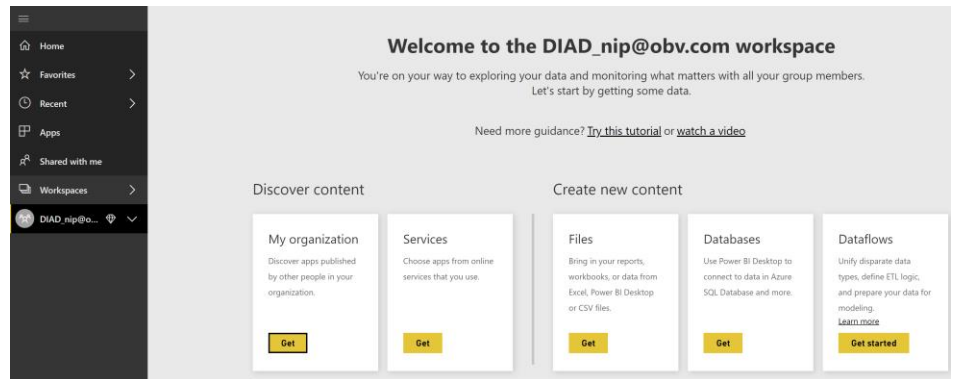 Home
Favorites
Recent
Apps
Shared with me
Workspaces
DIAD_nip@o...
Welcome to the DIAD_nip@obv.com workspace
You're on your way to exploring your data and monitoring what matters with all your group members.
Let's start by getting some data.
Need more guidance? Try this tutorial or watch a video
Discover content
My organization
Discover apps published
by other people in your
organization.
Get
Services
Choose apps from online
services that you use.
Get
Create new content
Files
Bring in your reports,
workbooks, or data from
Excel, Power BI Desktop
or CSV files.
Get
Databases
Use Power BI Desktop to
connect to data in Azure
SQL Database and more.
Get
Dataflows
Unify disparate data
types, define ETL logic,
and prepare your data for
modeling.
Learn more
Get started